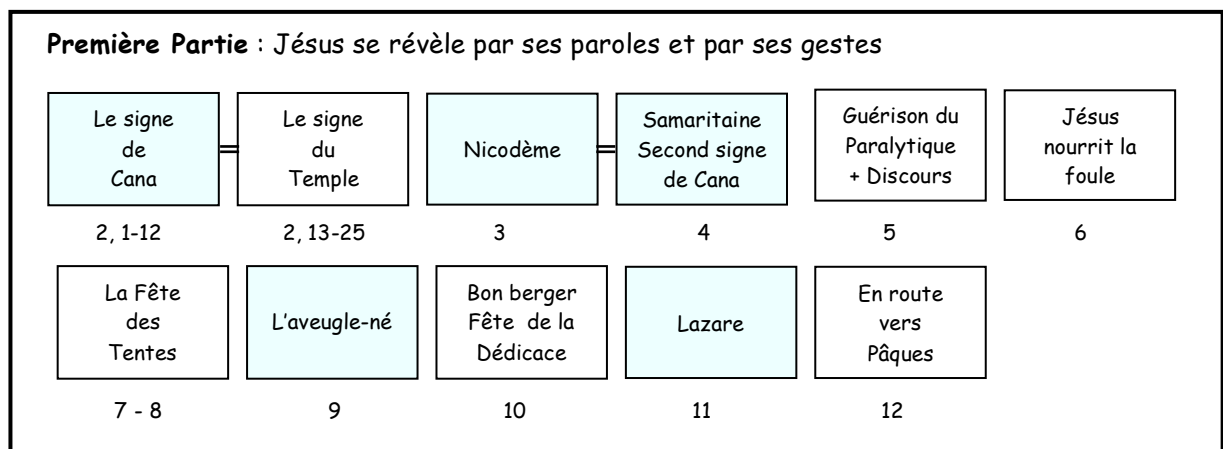 Première Partie : Jésus se révèle par ses paroles et par ses gestes
Le signe
de
Cana
Le signe
du
Temple
Nicodème
Samaritaine
Second signe
de Cana
Guérison du
Paralytique
+ Discours
Jésus
nourrit la
foule
2, 1-12
2, 13-25
3
4
5
6
La Fête
des
Tentes
L'aveugle-né
Bon berger
Fête de la
Dédicace
Lazare
En route
vers
Pâques
7 - 8
9
10
11
12